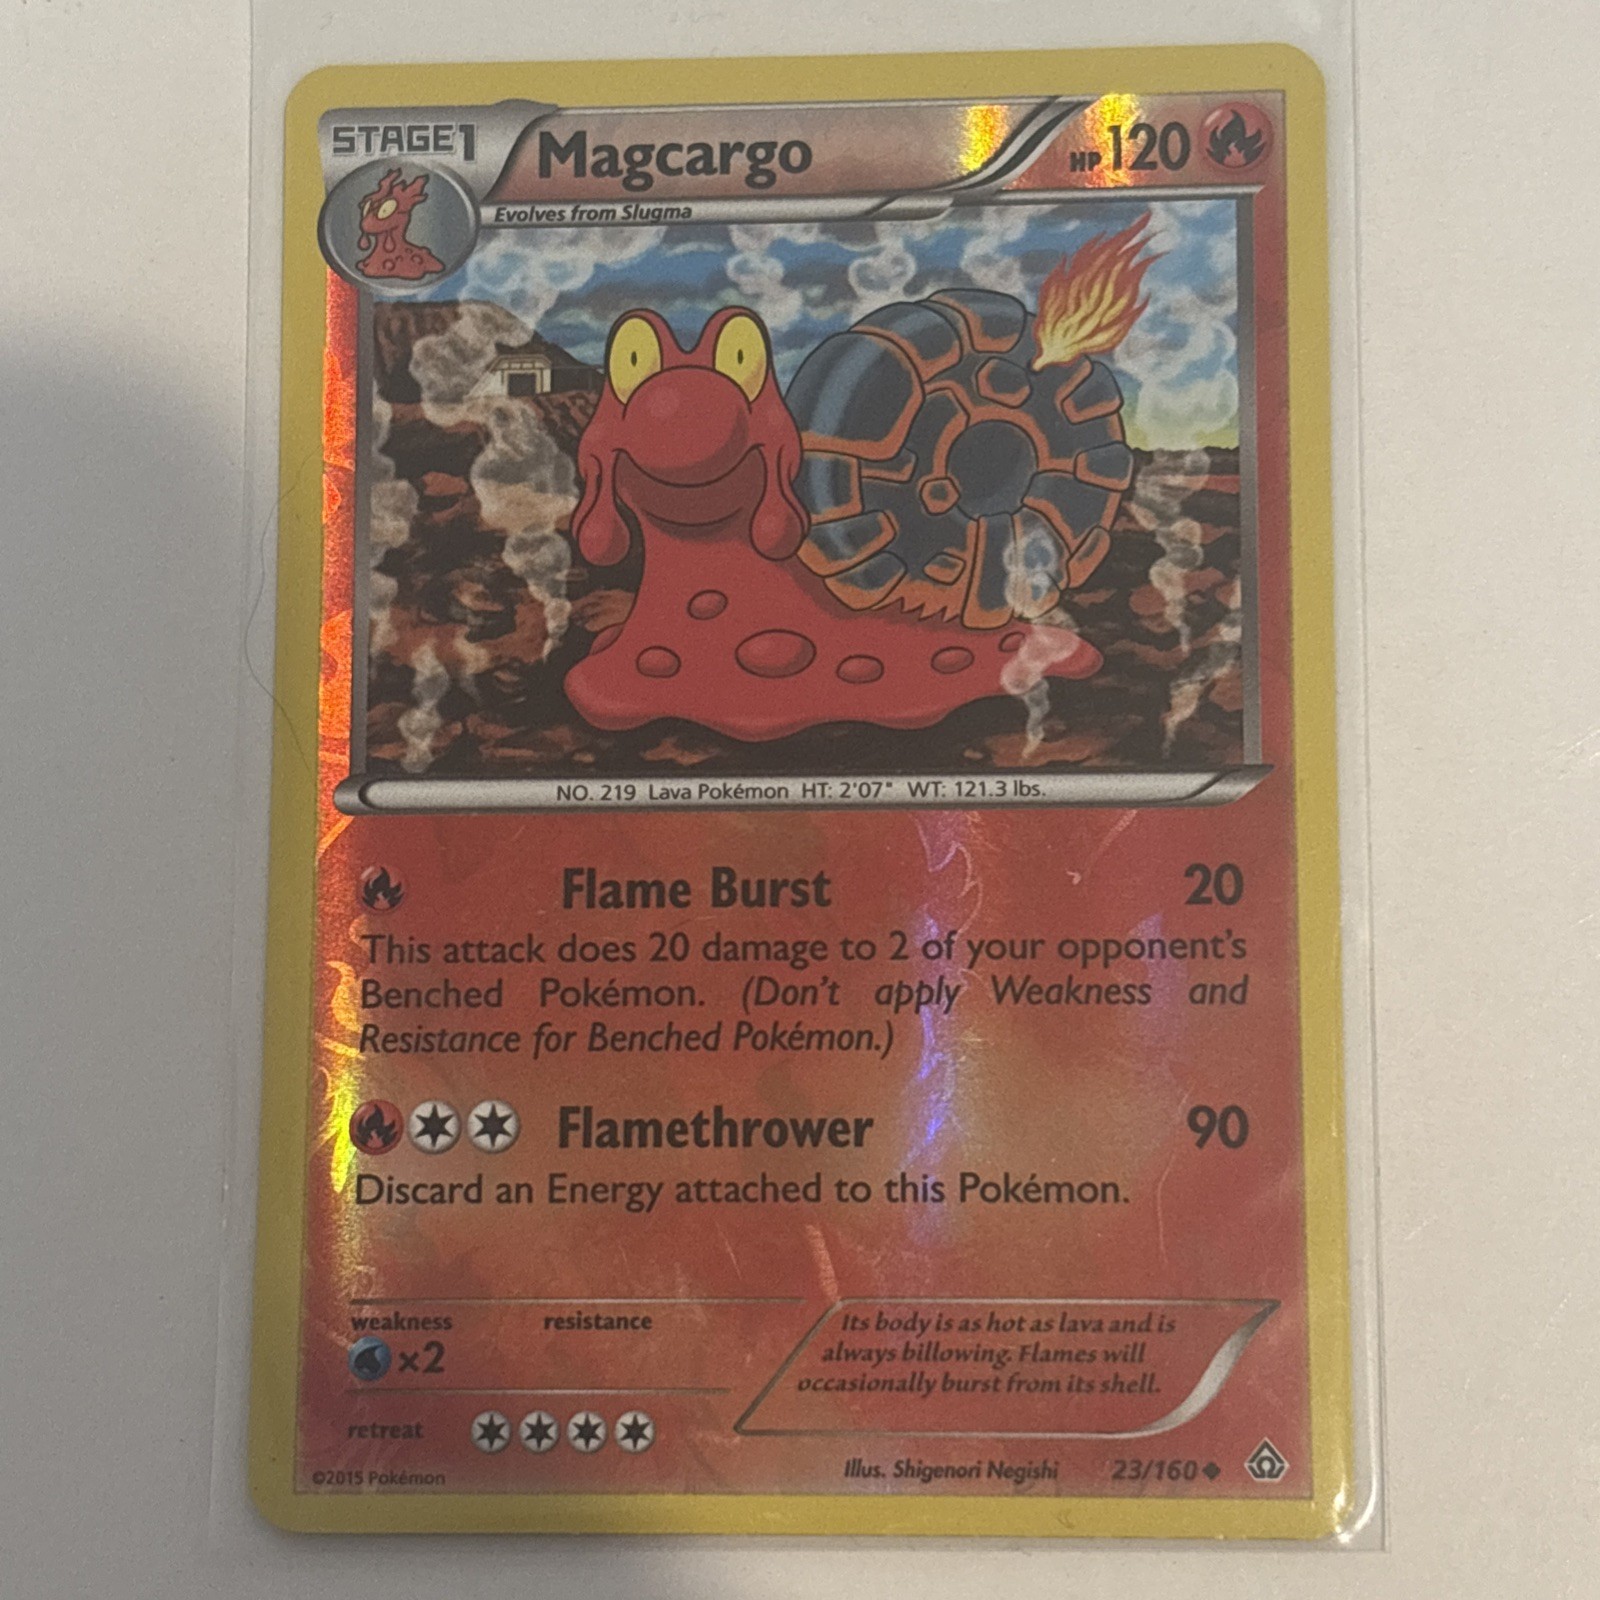 STAGE1
Magcargo
HP120
Evolves from Slugma
NO. 219 Lava Pokémon HT: 2'07" WT: 121.3 lbs.
Flame Burst 20
This attack does 20 damage to 2 of your opponent's
Benched Pokémon. (Don't apply Weakness and
Resistance for Benched Pokémon.)
Flamethrower 90
Discard an Energy attached to this Pokémon.
weakness resistance
×2
Its body is as hot as lava and is
always billowing. Flames will
occasionally burst from its shell.
retreat
©2015 Pokémon
Illus. Shigenori Negishi 23/160